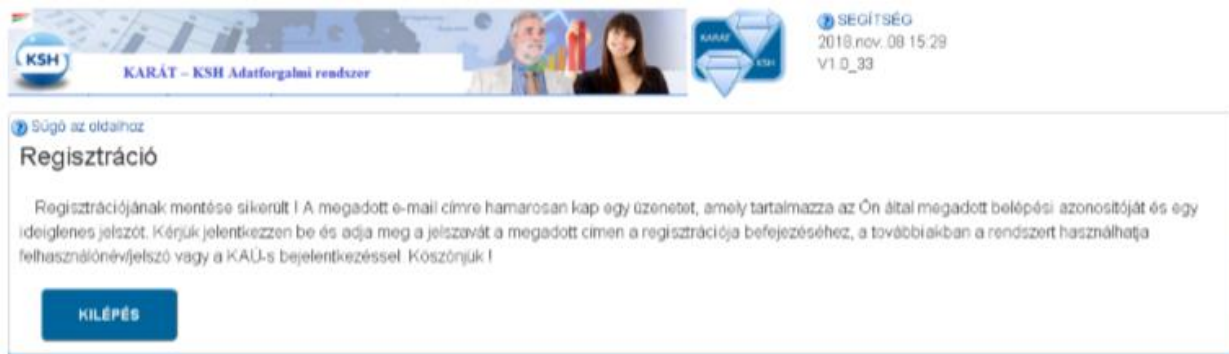 KSH
KARÁT – KSH Adatforgalmi rendszer
KARÁT
KSH
SEGÍTSÉG
2018.nov..08 15:29
V1.0_33
Súgó az oldalhoz
Regisztráció
Regisztrációjának mentése sikerült ! A megadott e-mail címre hamarosan kap egy üzenetet, amely tartalmazza az Ön által megadott belépési azonosítóját és egy
ideiglenes jelszót. Kérjük jelentkezzen be és adja meg a jelszavát a megadott címen a regisztrációja befejezéséhez, a továbbiakban a rendszert használhatja
felhasználónév/jelszó vagy a KAÜ-s bejelentkezéssel. Köszönjük !
KILÉPÉS